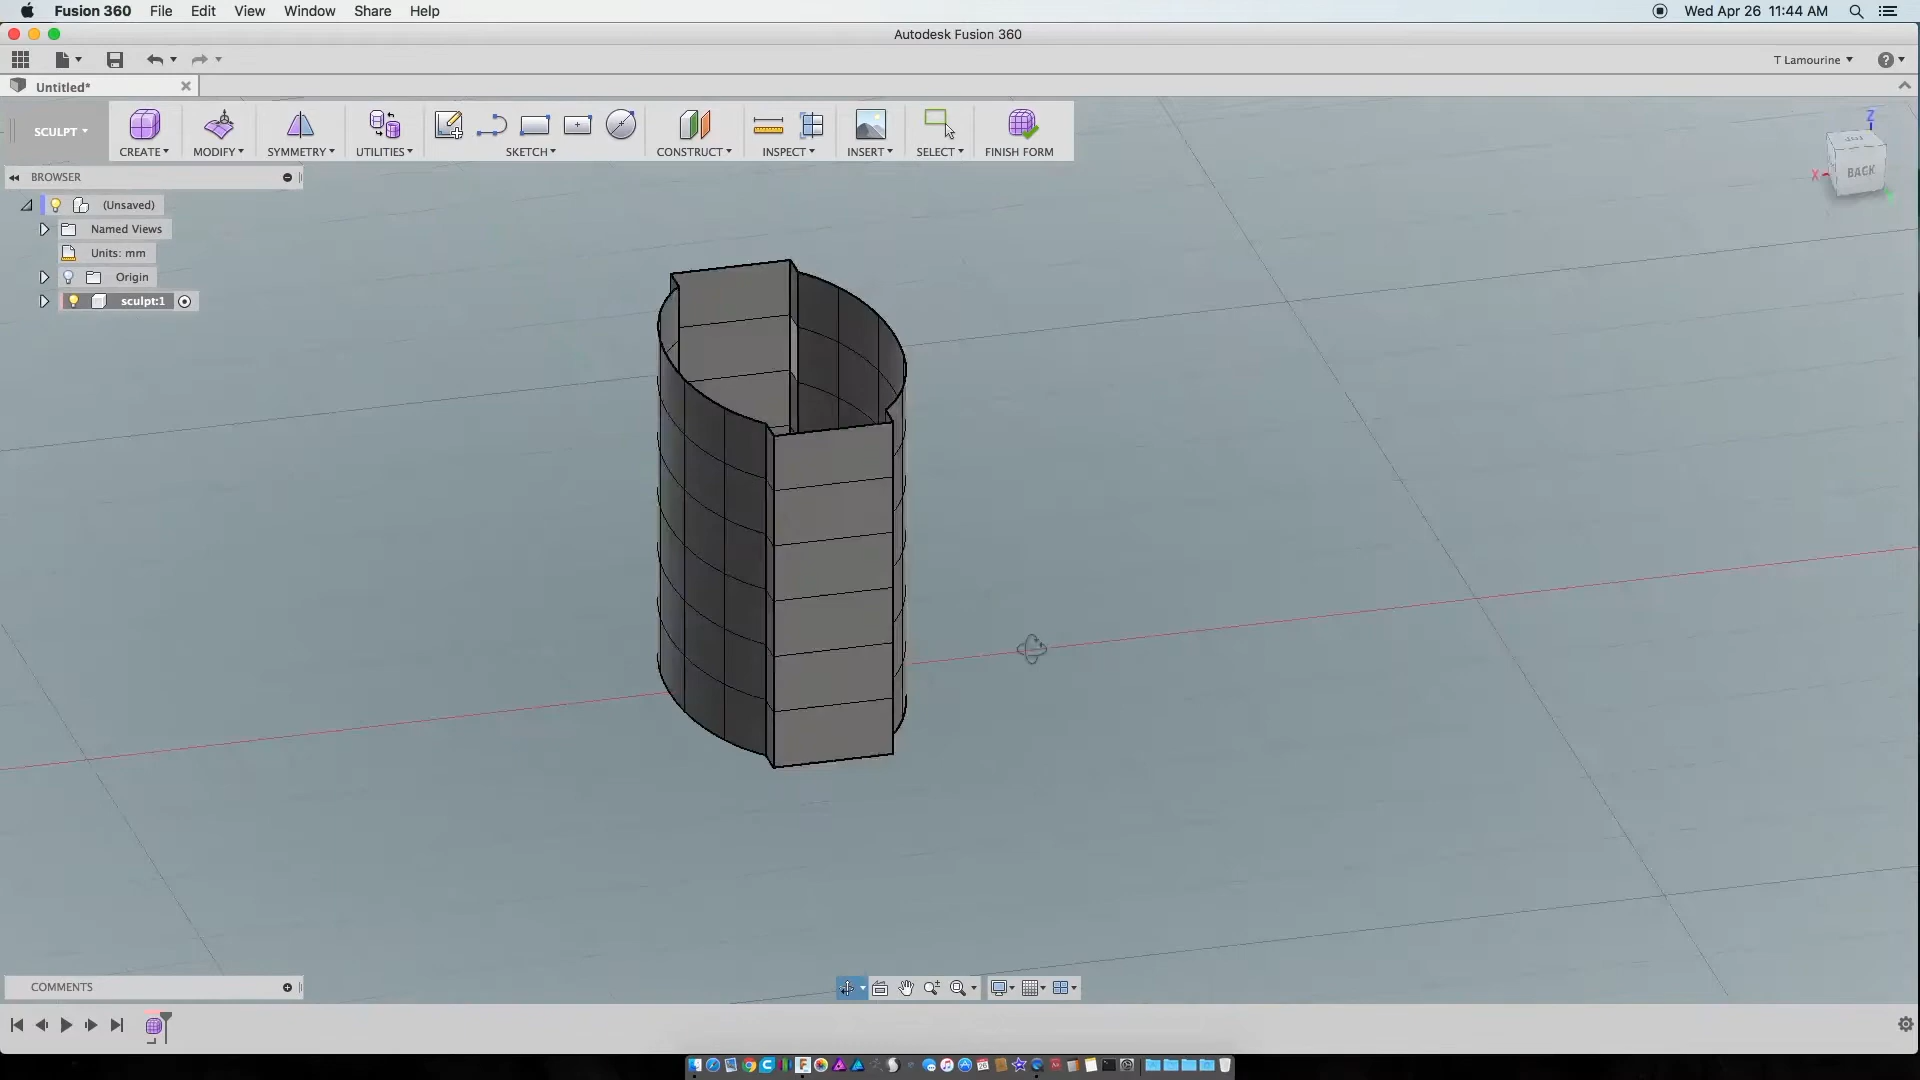 Fusion 360 File Edit View Window Share Help Wed Apr 26 11:44 AM
Autodesk Fusion 360
T Lamourine
Untitled*
SCULPT
CREATE MODIFY SYMMETRY UTILITIES SKETCH CONSTRUCT INSPECT INSERT SELECT FINISH FORM
BROWSER
(Unsaved)
Named Views
Units: mm
Origin
sculpt:1
Z
X
BACK
COMMENTS